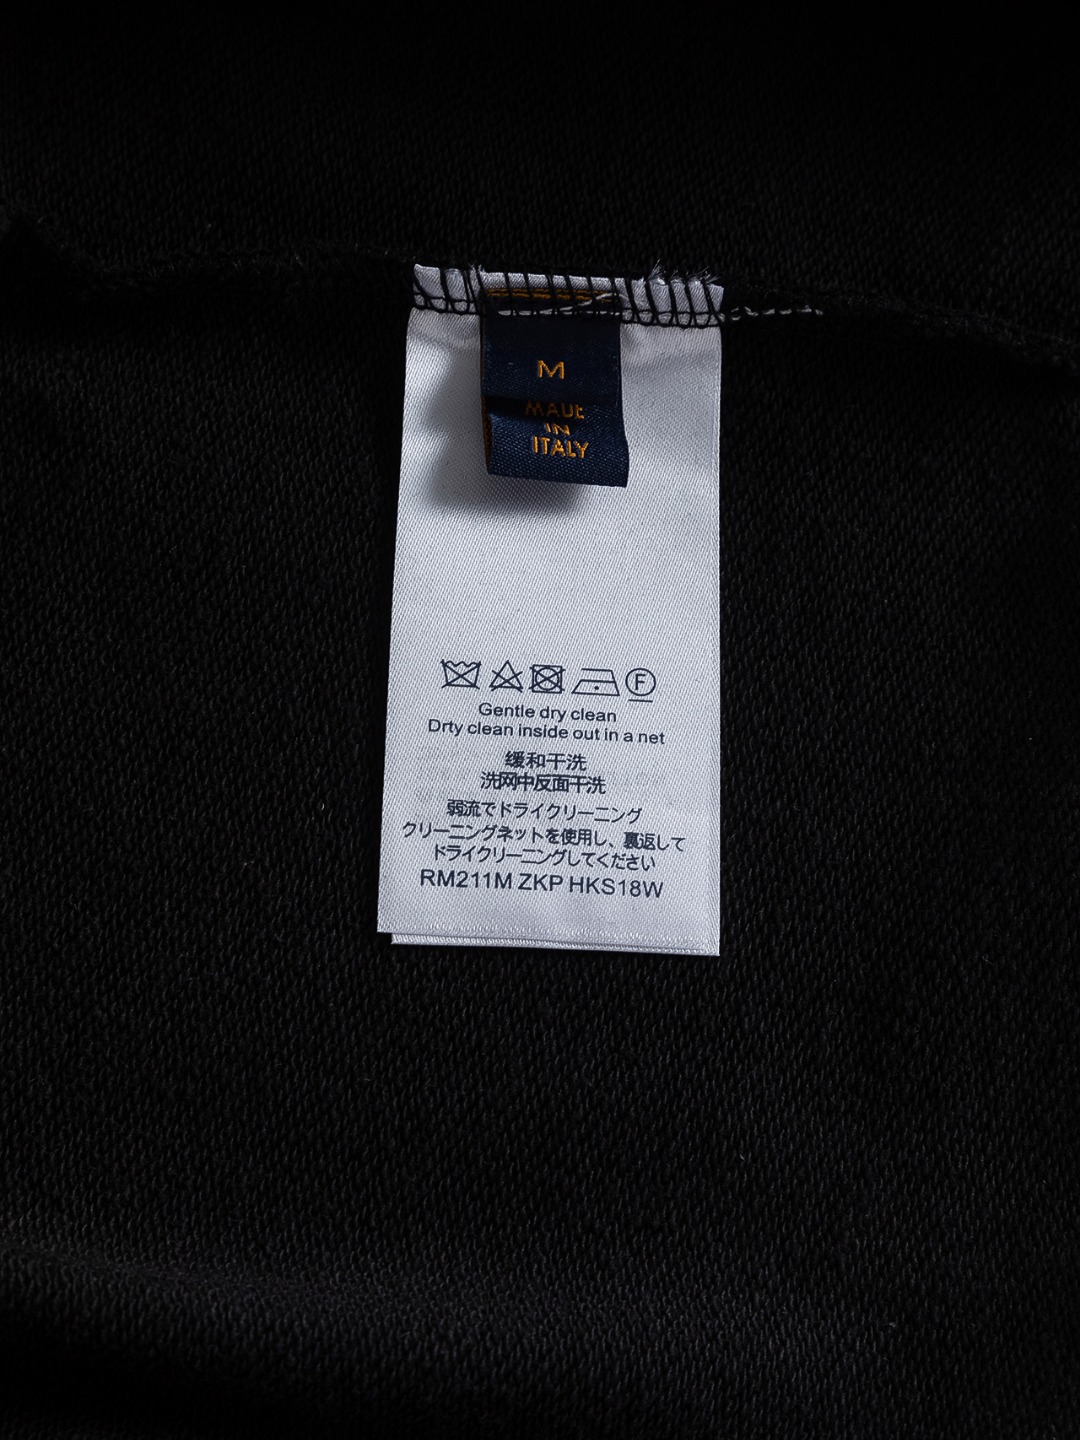 M
MADE
IN
ITALY
F
Gentle dry clean
Drty clean inside out in a net
缓和干洗
洗网中反面干洗
弱流でドライクリーニング
クリーニングネットを使用し、裏返して
ドライクリーニングしてください
RM211M ZKP HKS18W